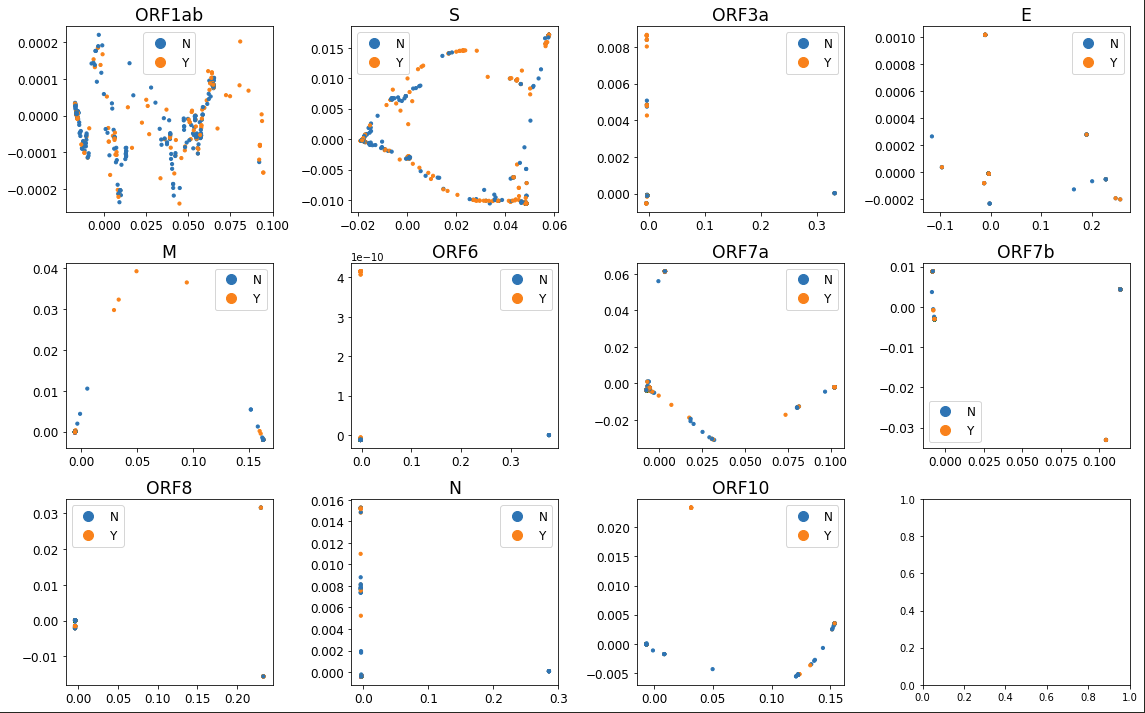 ORF1ab
N
Y
0.0002
0.0001
0.0000
−0.0001
−0.0002
0.000 0.025 0.050 0.075 0.100
S
N
Y
0.015
0.010
0.005
0.000
−0.005
−0.010
−0.02 0.00 0.02 0.04 0.06
ORF3a
N
Y
0.008
0.006
0.004
0.002
0.000
−0.0 0.1 0.2 0.3
E
N
Y
0.0010
0.0008
0.0006
0.0004
0.0002
0.0000
−0.0002
−0.1 0.0 0.1 0.2
M
N
Y
0.04
0.03
0.02
0.01
0.00
0.00 0.05 0.10 0.15
ORF6
1e−10
N
Y
4
3
2
1
0
−0.0 0.1 0.2 0.3
ORF7a
N
Y
0.06
0.04
0.02
0.00
−0.02
0.000 0.025 0.050 0.075 0.100
ORF7b
0.01
0.00
−0.01
−0.02
−0.03
N
Y
0.000 0.025 0.050 0.075 0.100
ORF8
N
Y
0.03
0.02
0.01
0.00
−0.01
0.00 0.05 0.10 0.15 0.20
N
N
Y
0.016
0.014
0.012
0.010
0.008
0.006
0.004
0.002
0.000
−0.0 0.1 0.2 0.3
ORF10
N
Y
0.020
0.015
0.010
0.005
0.000
−0.005
0.00 0.05 0.10 0.15
1.0
0.8
0.6
0.4
0.2
0.0
0.0 0.2 0.4 0.6 0.8 1.0